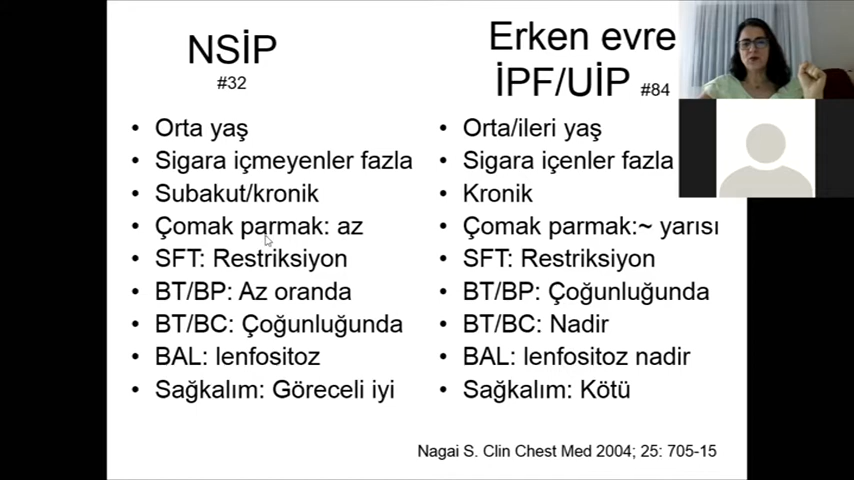 NSİP
#32
• Orta yaş
• Sigara içmeyenler fazla
• Subakut/kronik
• Çomak parmak: az
• SFT: Restriksiyon
• BT/BP: Az oranda
• BT/BC: Çoğunluğunda
• BAL: lenfositoz
• Sağkalım: Göreceli iyi
Erken evre
İPF/UİP #84
• Orta/ileri yaş
• Sigara içenler fazla
• Kronik
• Çomak parmak:~ yarısı
• SFT: Restriksiyon
• BT/BP: Çoğunluğunda
• BT/BC: Nadir
• BAL: lenfositoz nadir
• Sağkalım: Kötü
Nagai S. Clin Chest Med 2004; 25: 705-15